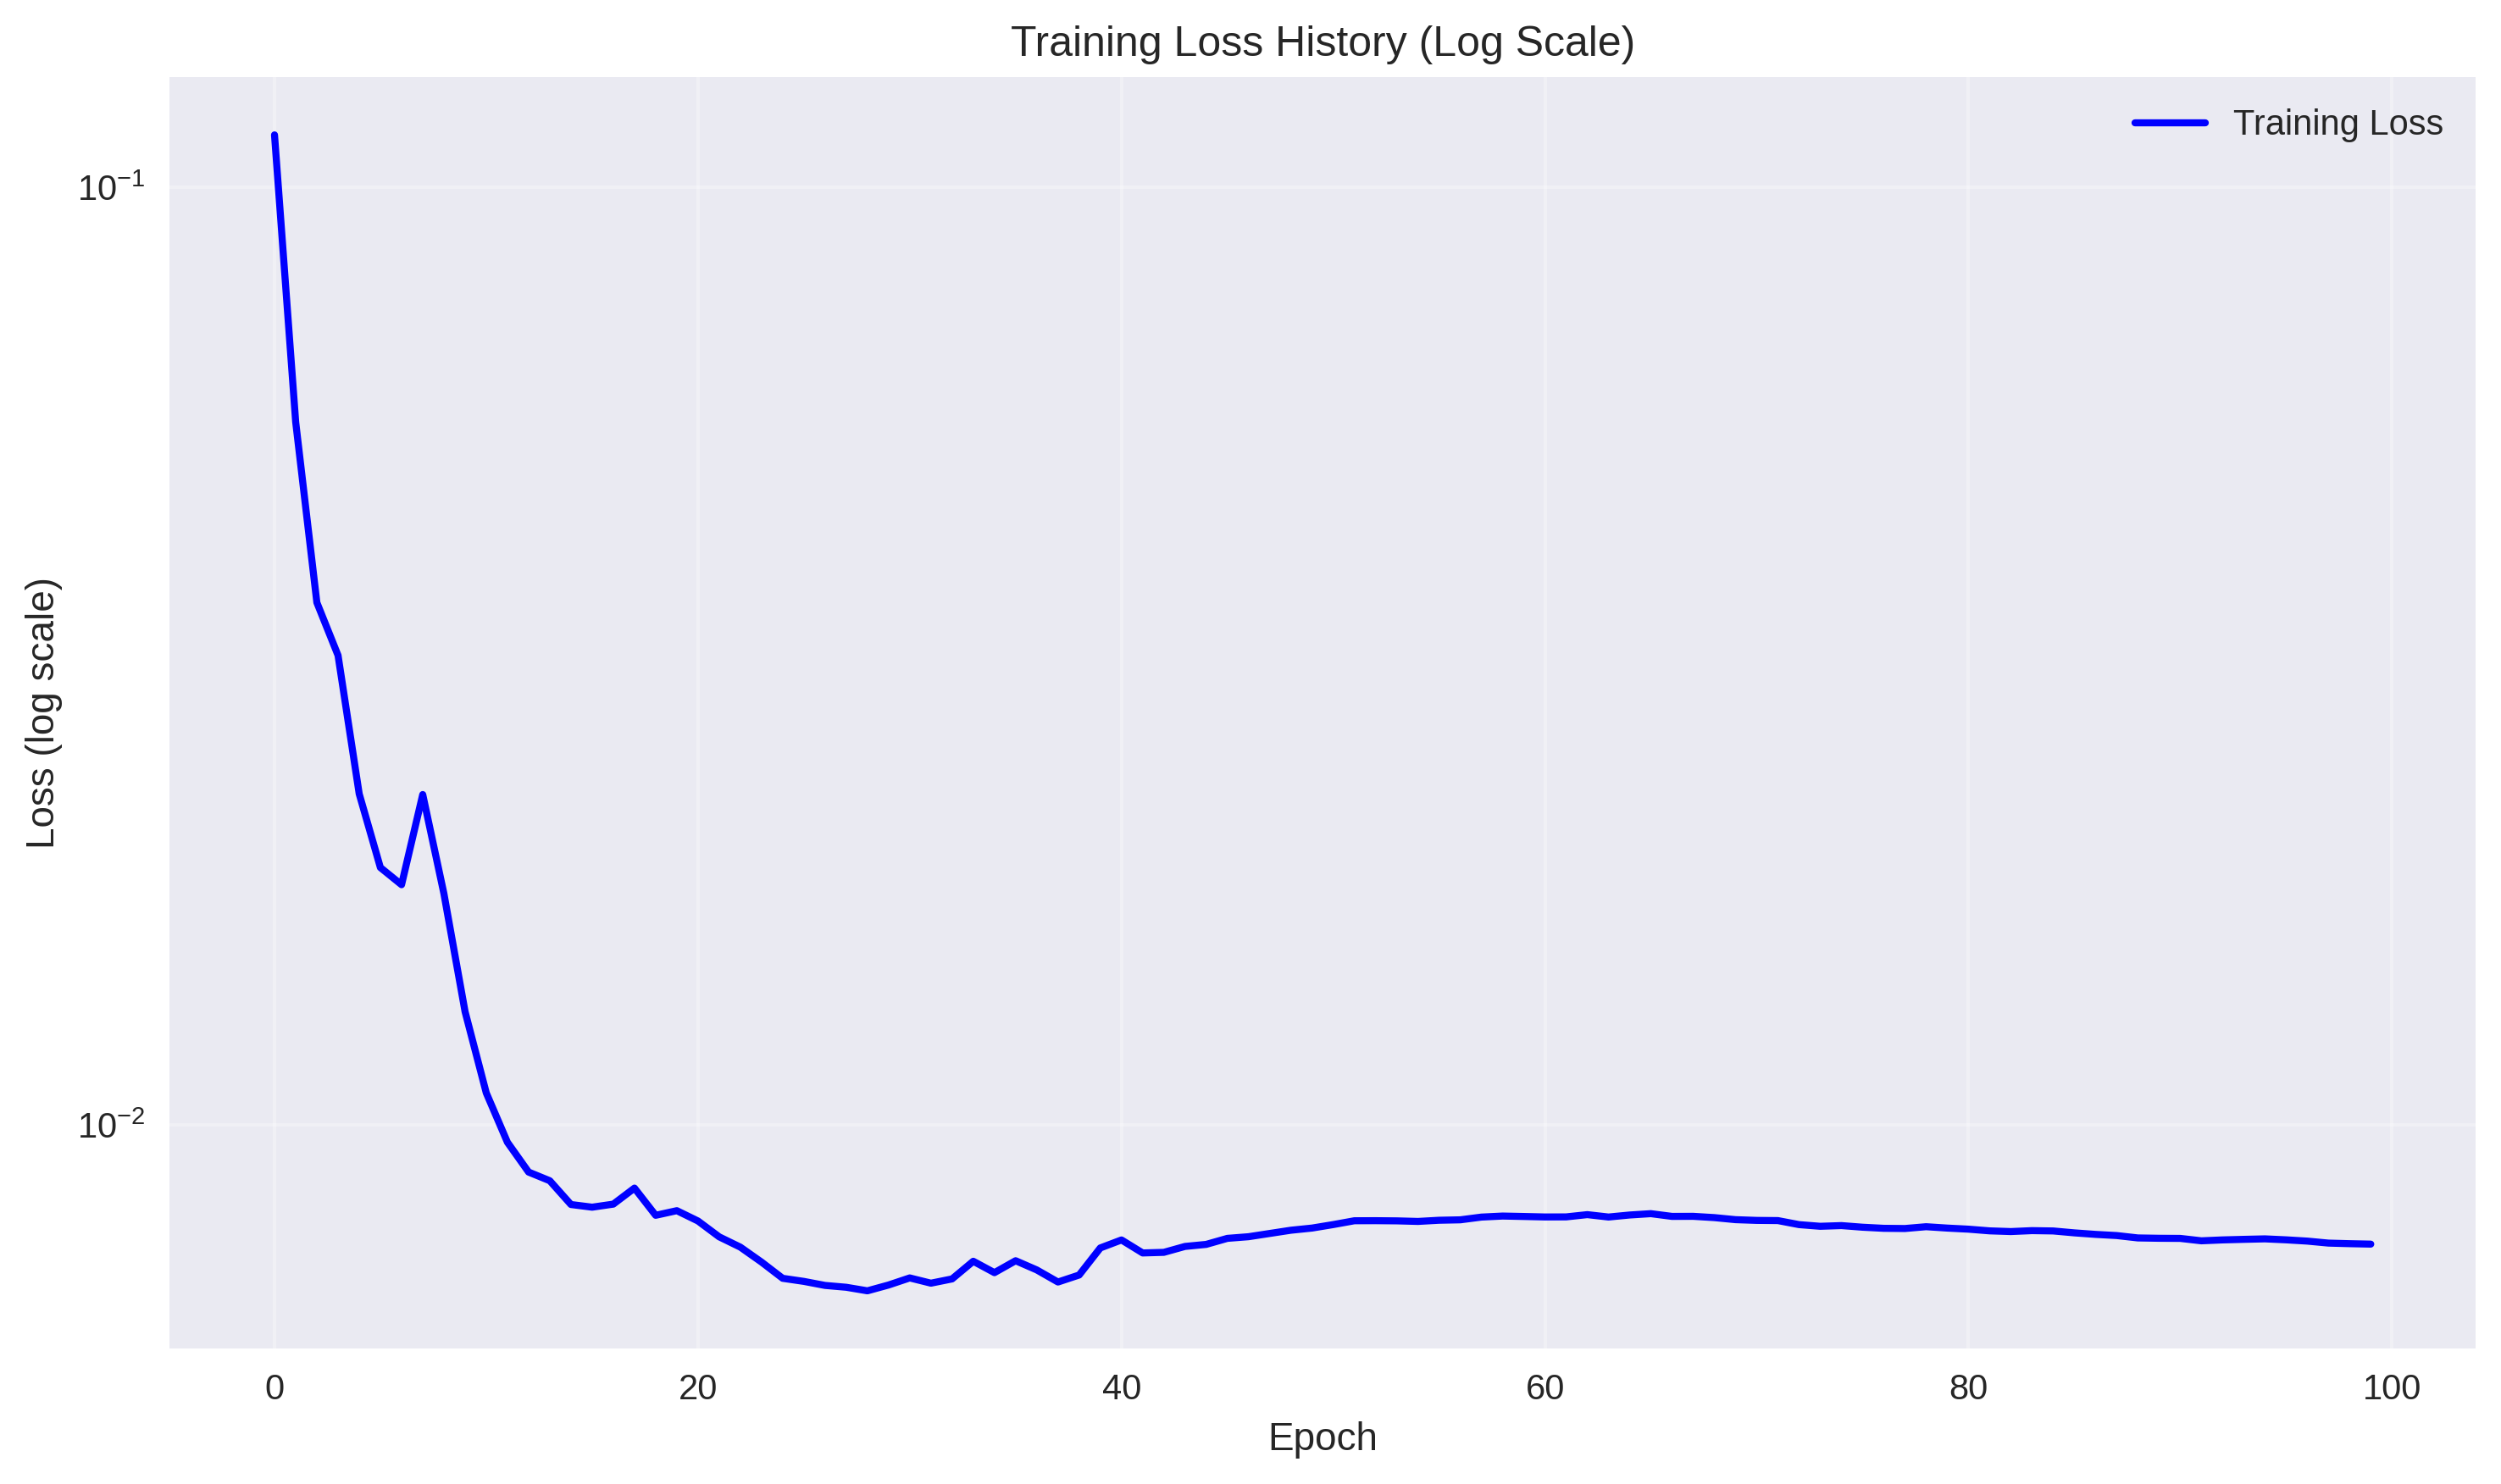 Training Loss History (Log Scale)
Training Loss
10⁻¹
Loss (log scale)
10⁻²
0 20 40 60 80 100
Epoch